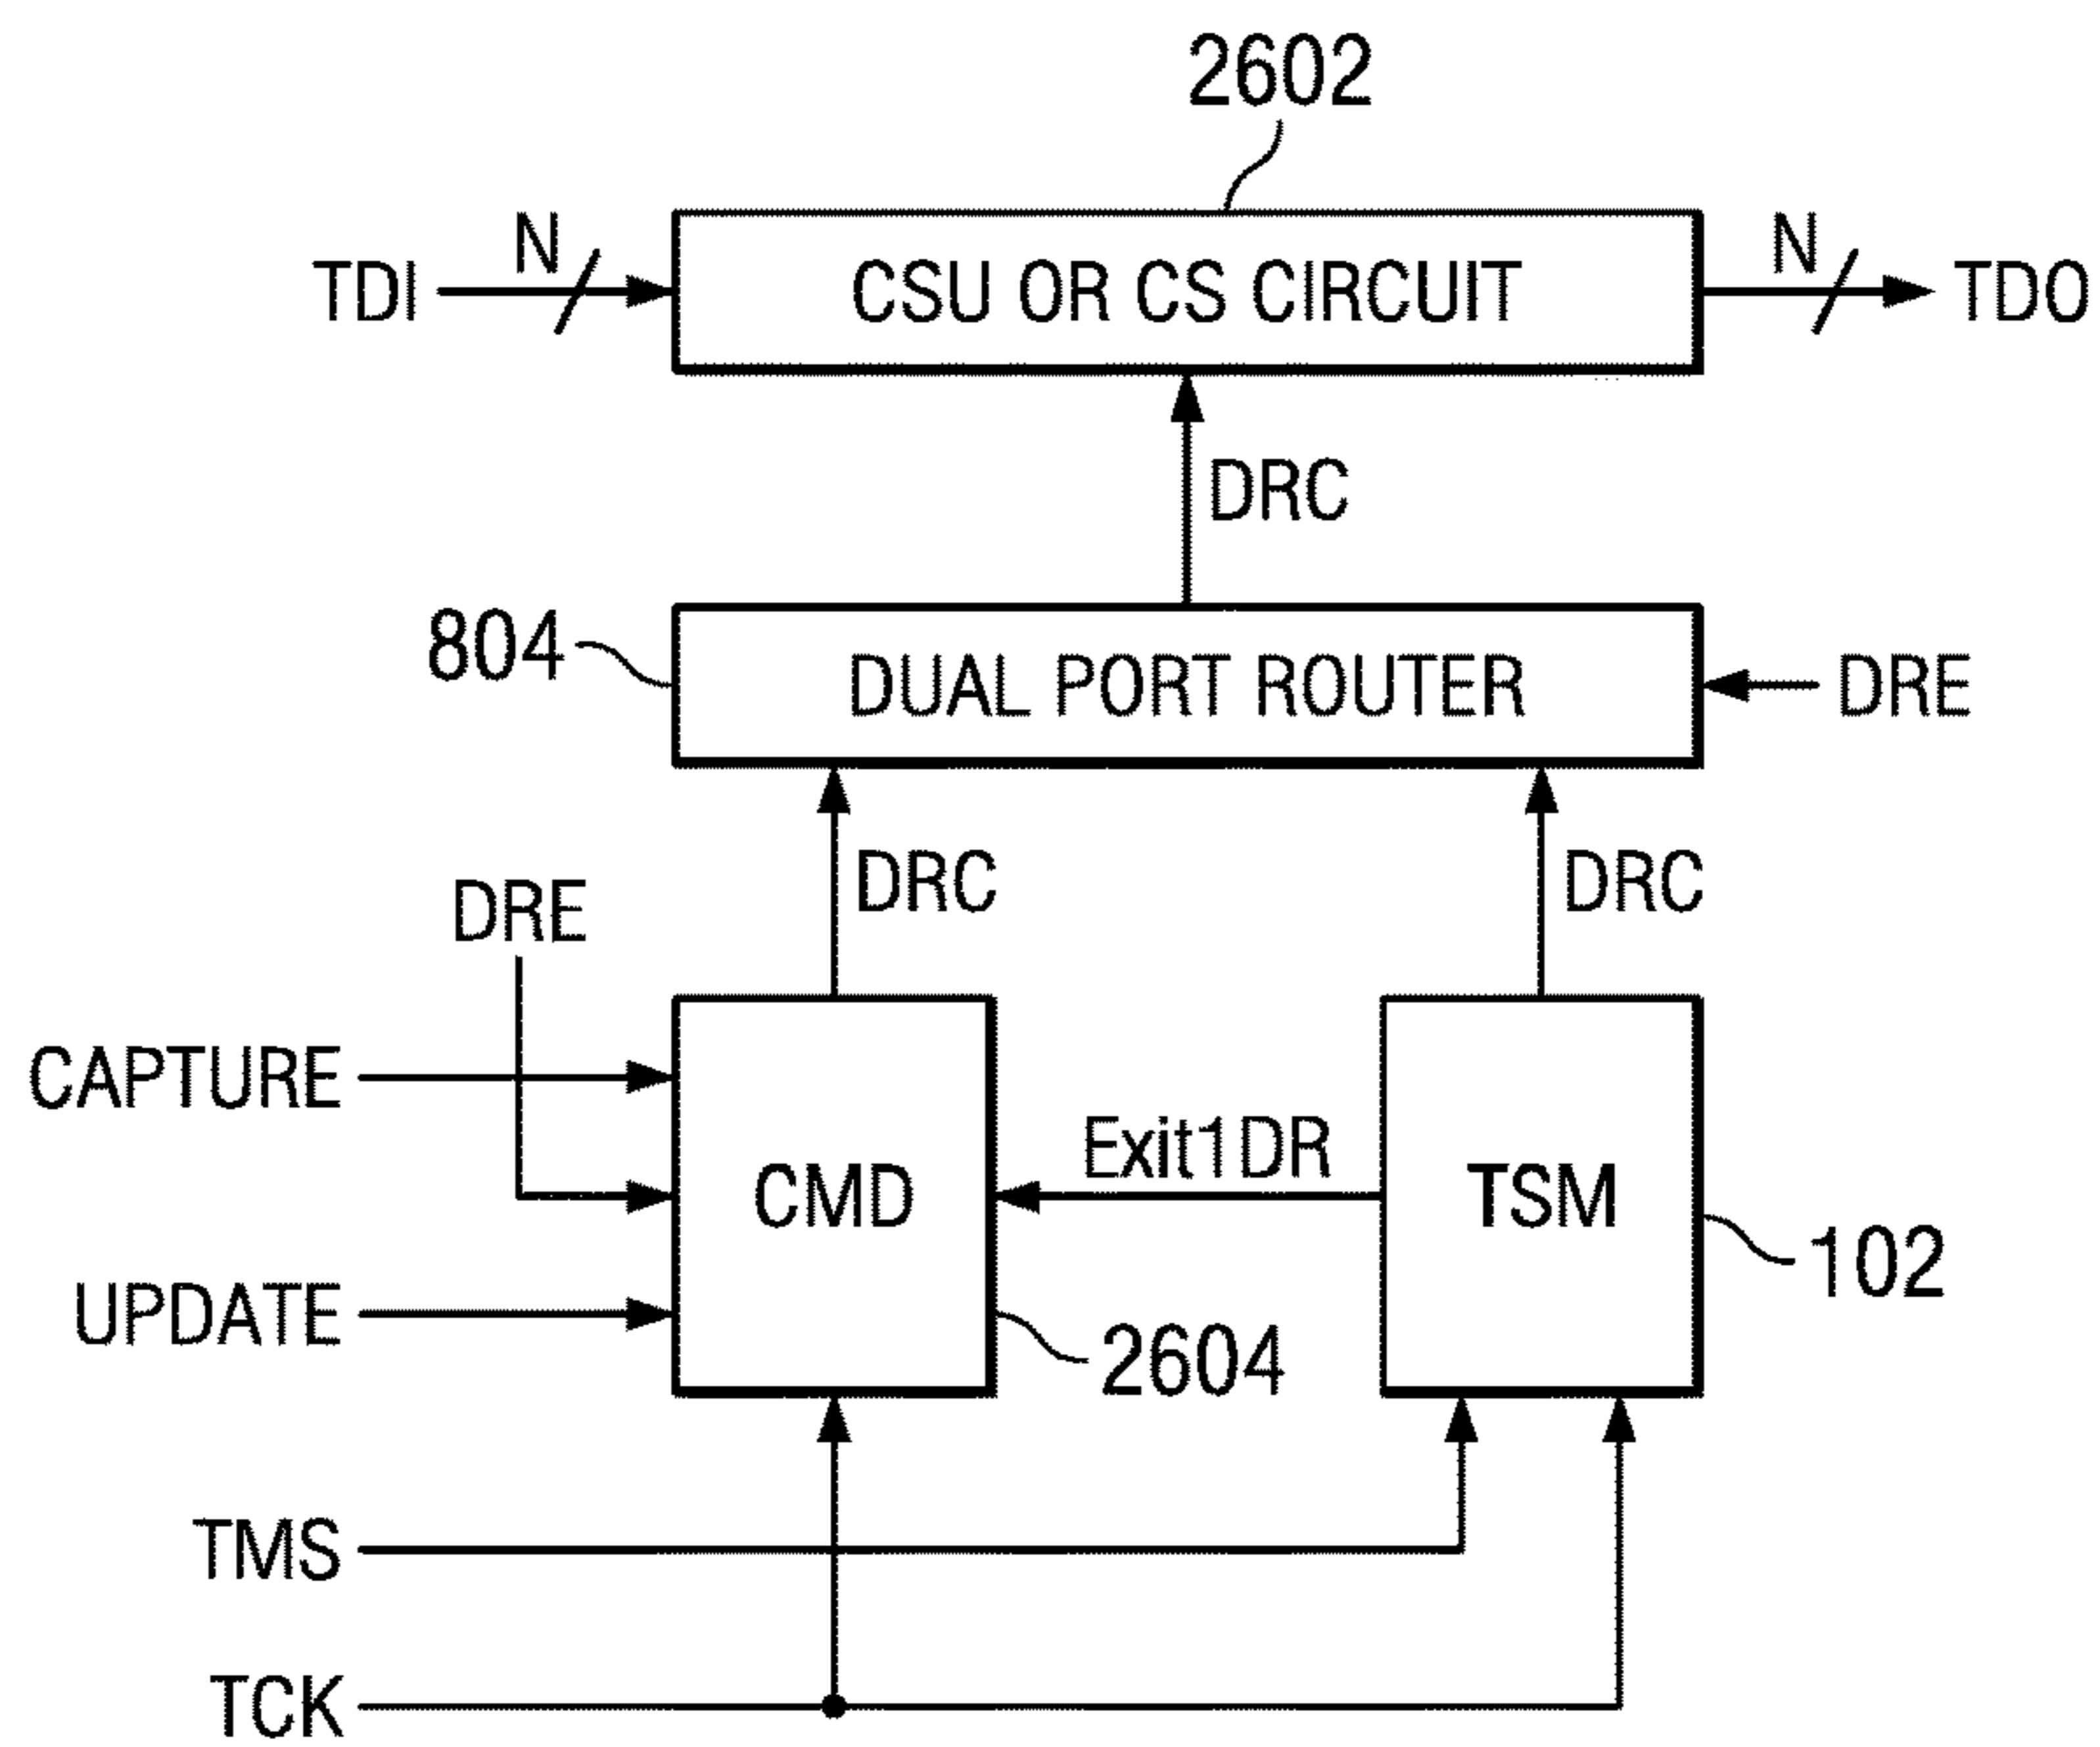 2602
N
N
TDI
CSU OR CS CIRCUIT
TDO
DRC
804
DUAL PORT ROUTER
DRE
DRC
DRC
DRE
CAPTURE
Exit1DR
CMD
TSM
102
UPDATE
2604
TMS
TCK